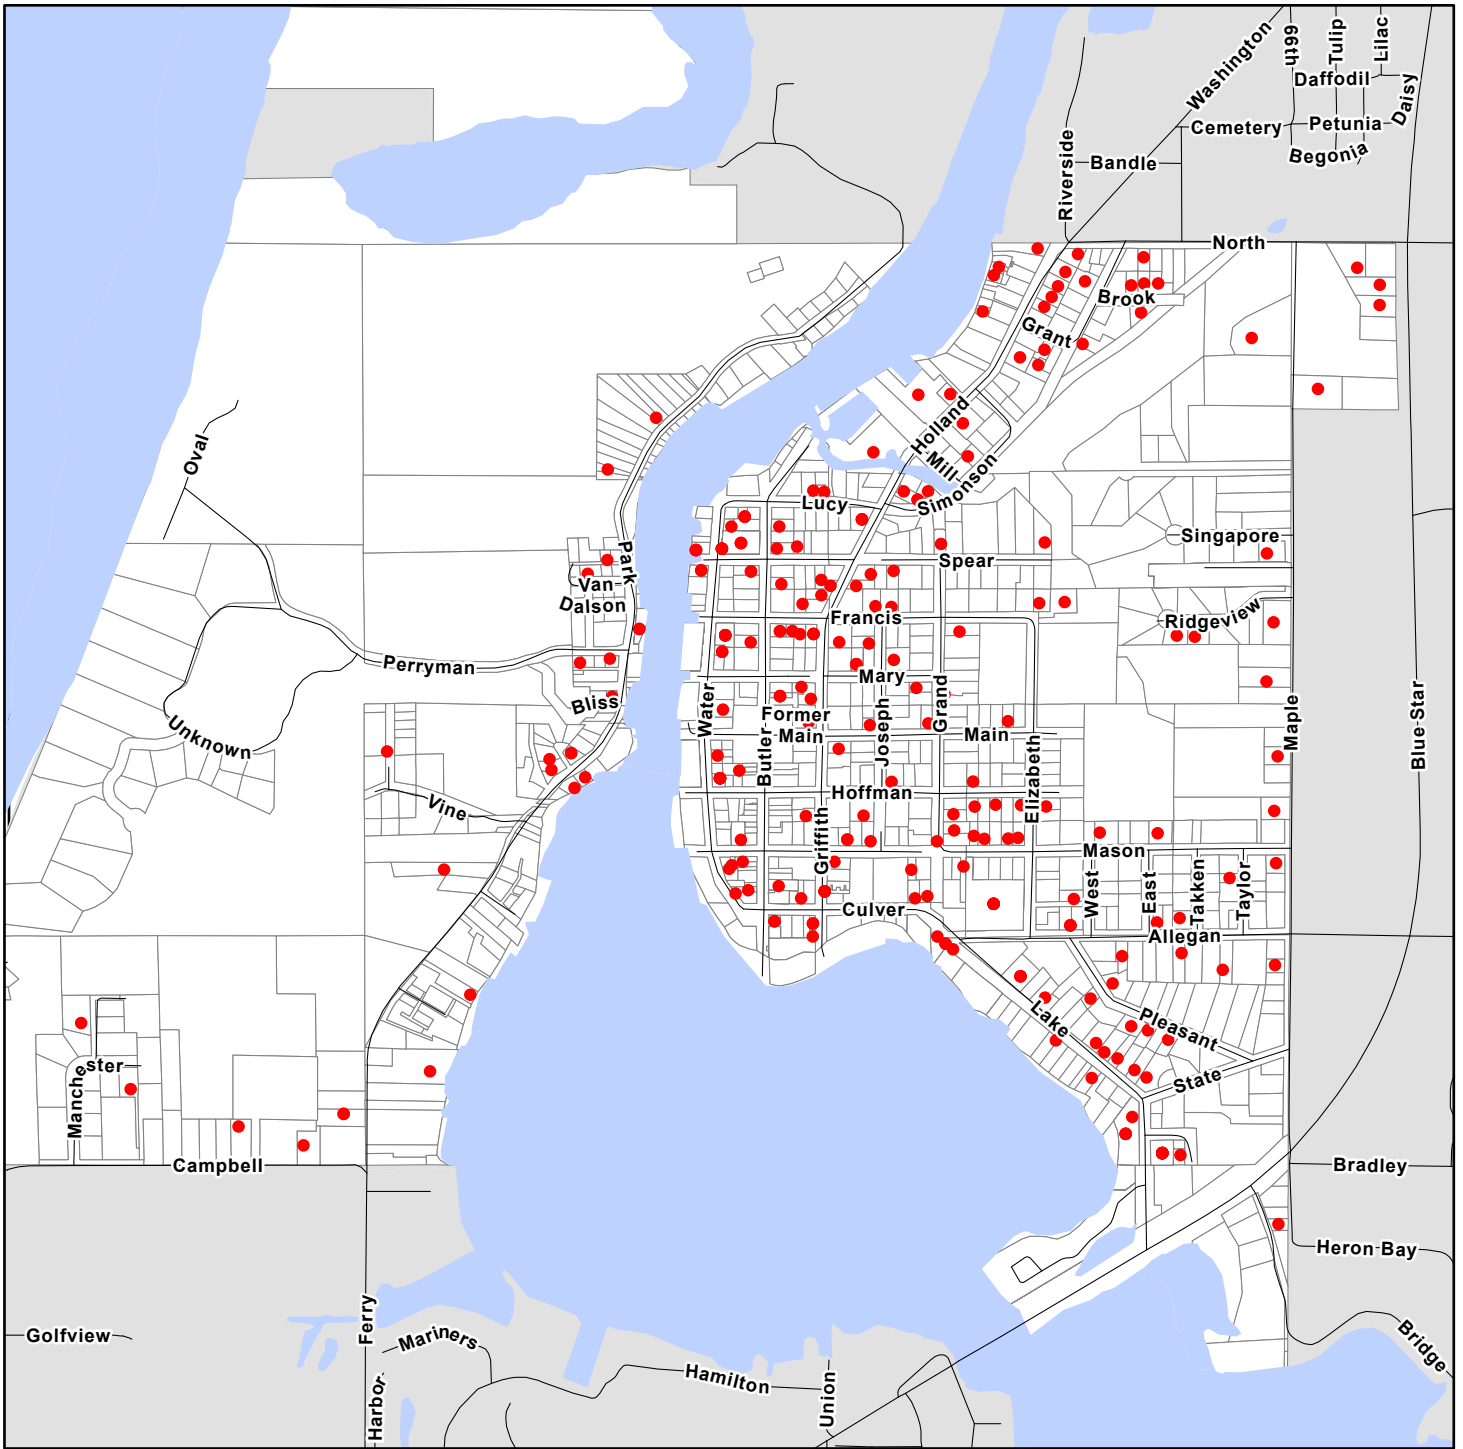 Washington
66th
Tulip
Lilac
Daffodil
Daisy
Cemetery
Petunia
Begonia
Riverside
Bandle
North
Brook
Grant
Holland
Mill
Simonson
Oval
Lucy
Singapore
Spear
Park
Van
Dalson
Francis
Ridgeview
Perryman
Mary
Bliss
Water
Grand
Unknown
Former
Main
Joseph
Main
Maple
Blue Star
Butler
Elizabeth
Hoffman
Vine
Griffith
Mason
West
East
Takken
Taylor
Culver
Allegan
Lake
Pleasant
State
Manchester
Campbell
Bradley
Heron Bay
Ferry
Golfview
Mariners
Bridge
Hamilton
Union
Harbor